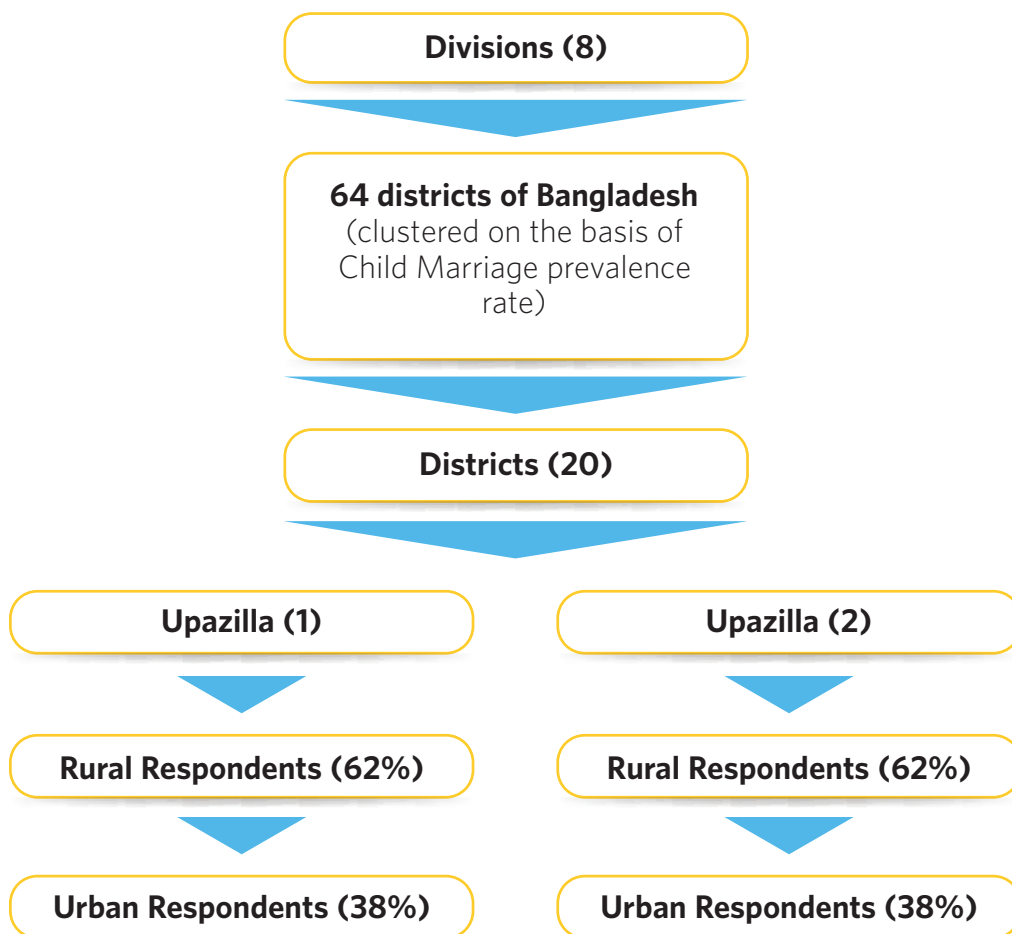 Divisions (8)
64 districts of Bangladesh
(clustered on the basis of
Child Marriage prevalence
rate)
Districts (20)
Upazilla (1)
Upazilla (2)
Rural Respondents (62%)
Rural Respondents (62%)
Urban Respondents (38%)
Urban Respondents (38%)